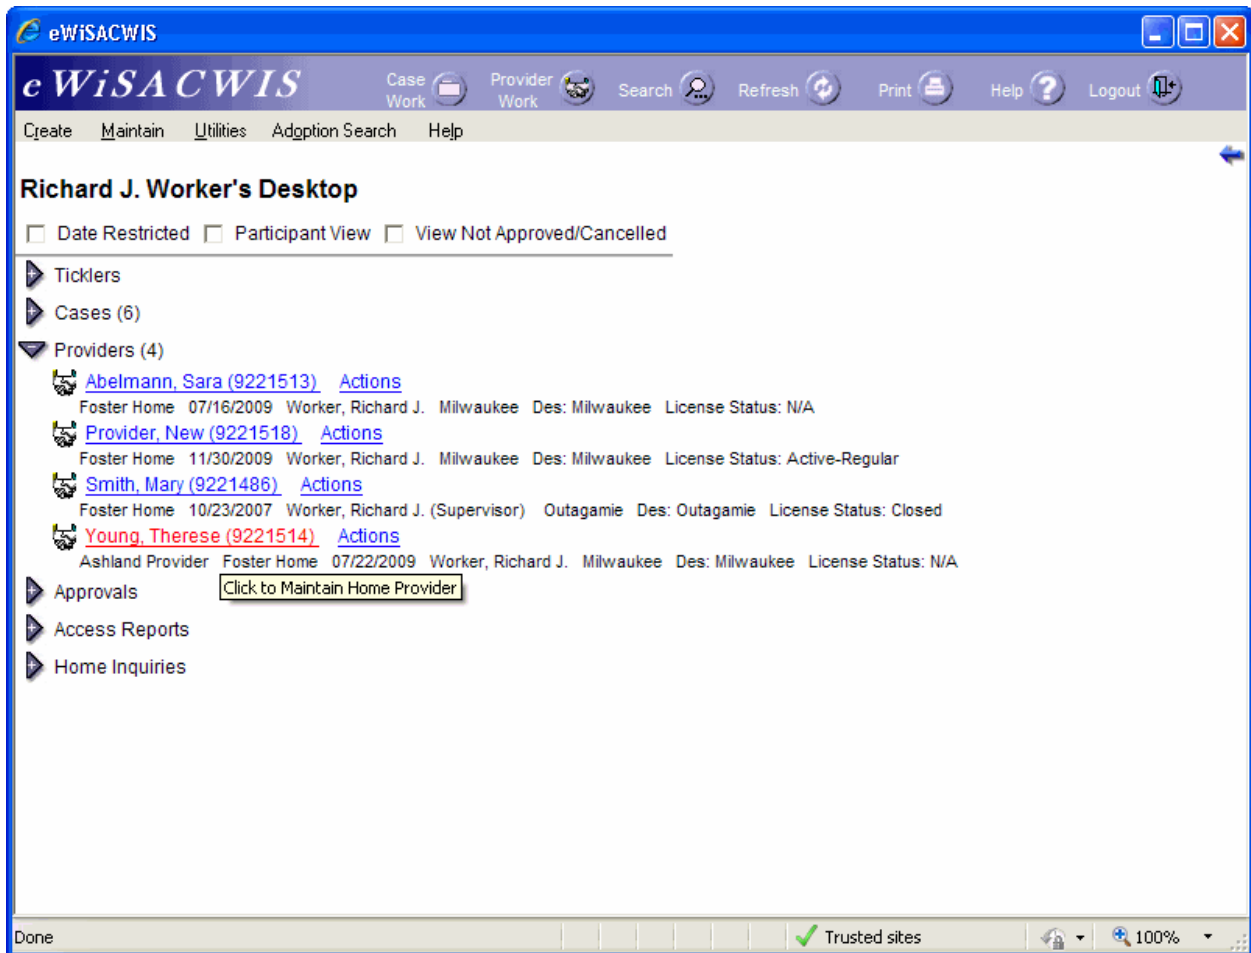 eWiSACWIS
eWiSACWIS Case Work Provider Work Search Refresh Print Help Logout
Create Maintain Utilities Adoption Search Help
Richard J. Worker's Desktop
Date Restricted Participant View View Not Approved/Cancelled
Ticklers
Cases (6)
Providers (4)
Abelmann, Sara (9221513) Actions
Foster Home 07/16/2009 Worker, Richard J. Milwaukee Des: Milwaukee License Status: N/A
Provider, New (9221518) Actions
Foster Home 11/30/2009 Worker, Richard J. Milwaukee Des: Milwaukee License Status: Active-Regular
Smith, Mary (9221486) Actions
Foster Home 10/23/2007 Worker, Richard J. (Supervisor) Outagamie Des: Outagamie License Status: Closed
Young, Therese (9221514) Actions
Ashland Provider Foster Home 07/22/2009 Worker, Richard J. Milwaukee Des: Milwaukee License Status: N/A
Approvals
Click to Maintain Home Provider
Access Reports
Home Inquiries
Done Trusted sites 100%